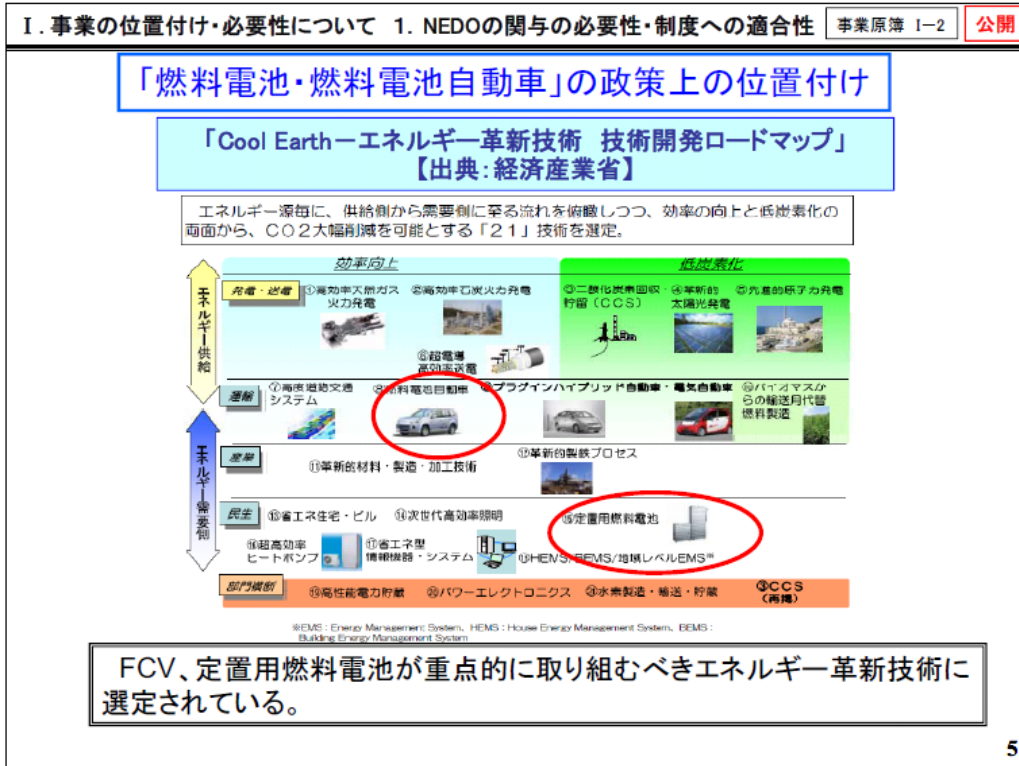 Ⅰ.事業の位置付け・必要性について 1. NEDOの関与の必要性・制度への適合性
事業原簿 Ⅰ-2
公開
「燃料電池・燃料電池自動車」の政策上の位置付け
「Cool Earth-エネルギー革新技術 技術開発ロードマップ」
【出典:経済産業省】
エネルギー源毎に、供給側から需要側に至る流れを俯瞰しつつ、効率の向上と低炭素化の
両面から、CO2大幅削減を可能とする「21」技術を選定。
効率向上
低炭素化
エネルギー供給
発電・送電
①高効率天然ガス
火力発電
②高効率石炭火力発電
③二酸化炭素回収・
貯留(CCS)
④革新的
太陽光発電
⑤先進的原子力発電
⑥超電導
高効率送電
運輸
⑦高度道路交通
システム
⑧燃料電池自動車
プラグインハイブリッド自動車・電気自動車
⑩バイオマスか
らの輸送用代替
燃料製造
エネルギー需要側
産業
⑪革新的材料・製造・加工技術
⑫革新的製鉄プロセス
民生
⑬省エネ住宅・ビル
⑭次世代高効率照明
⑮定置用燃料電池
⑯超高効率
ヒートポンプ
⑰省エネ型
情報機器・システム
⑱HEMS/BEMS/地域レベルEMS※
部門横断
⑲高性能電力貯蔵
⑳パワーエレクトロニクス
水素製造・輸送・貯蔵
③CCS
(再掲)
※EMS:Energy Management System、HEMS:House Energy Management System、BEMS:
Building Energy Management System
FCV、定置用燃料電池が重点的に取り組むべきエネルギー革新技術に
選定されている。
5